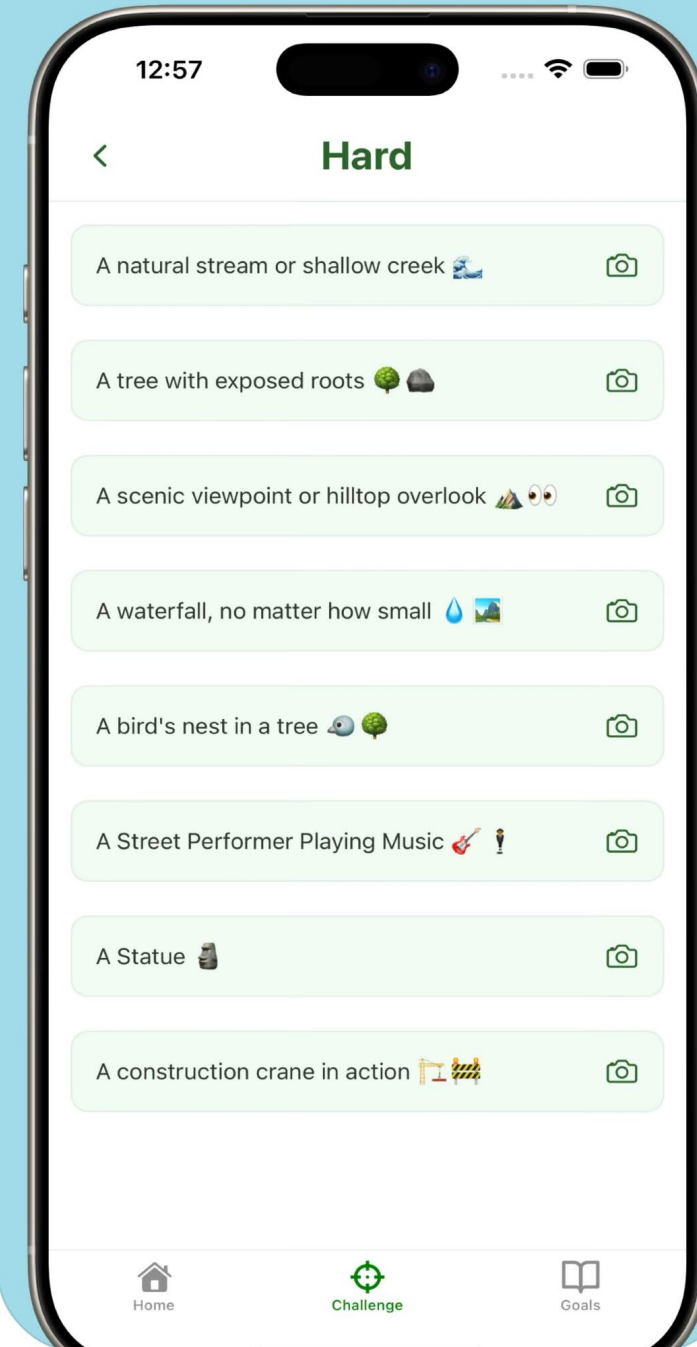 12:57
Hard
A natural stream or shallow creek 🌊
A tree with exposed roots 🌳 🪨
A scenic viewpoint or hilltop overlook ⛰️ 👀
A waterfall, no matter how small 💧 🏞️
A bird's nest in a tree 🐦 🌳
A Street Performer Playing Music 🎸 🕴️
A Statue 🗿
A construction crane in action 🏗️ 🚧
Home
Challenge
Goals